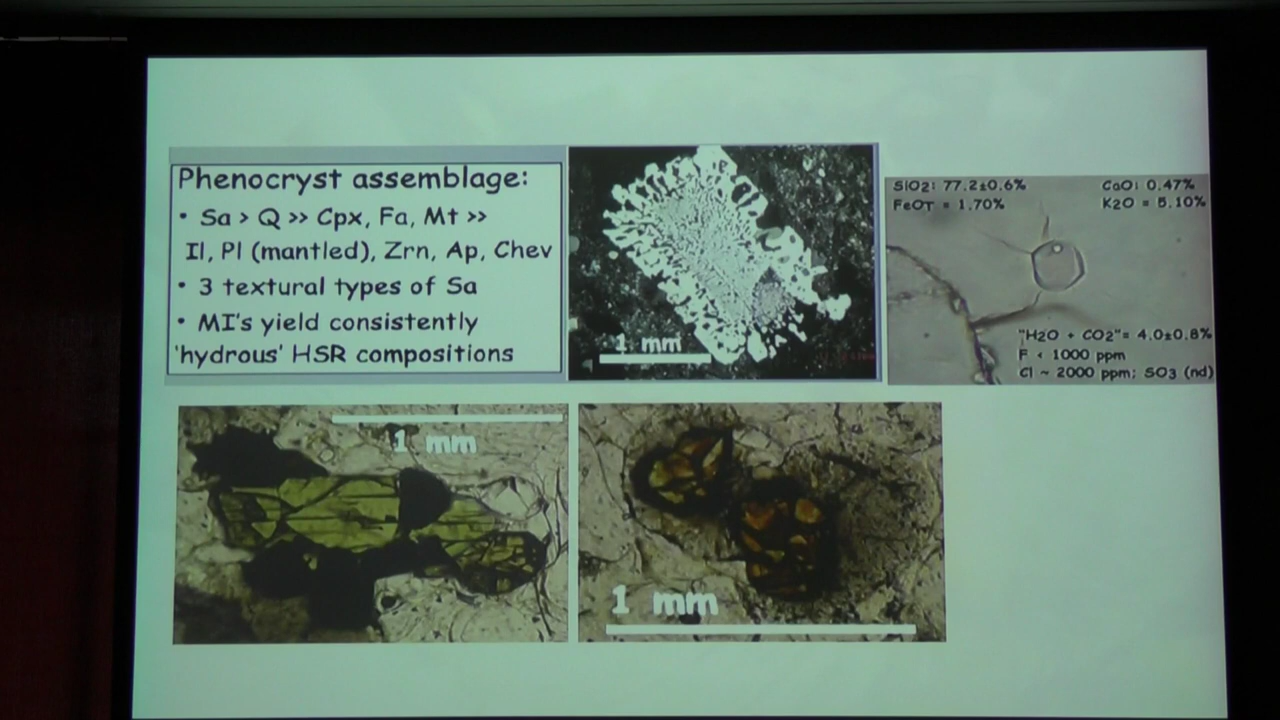 Phenocryst assemblage:
• Sa > Q >> Cpx, Fa, Mt >>
Il, Pl (mantled), Zrn, Ap, Chev
• 3 textural types of Sa
• MI's yield consistently
'hydrous' HSR compositions
1 mm
SiO2: 77.2±0.6%
FeOT = 1.70%
CaO: 0.47%
K2O = 5.10%
"H2O + CO2"= 4.0±0.8%
F < 1000 ppm
Cl ~ 2000 ppm; SO3 (nd)
1 mm
1 mm